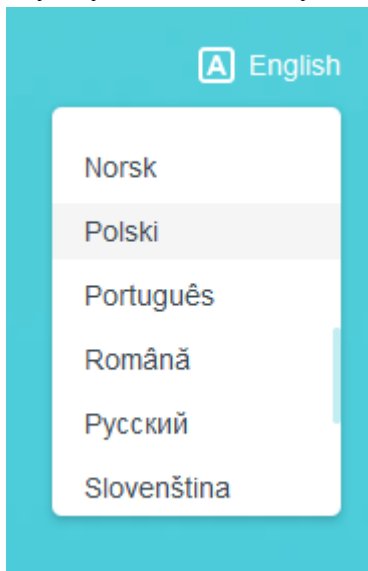 A English
Norsk
Polski
Português
Română
Русский
Slovenština